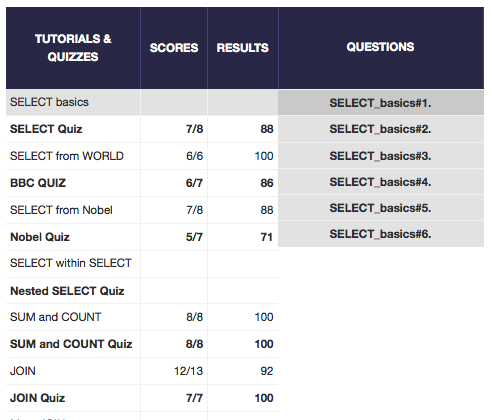 TUTORIALS & QUIZZES SCORES RESULTS QUESTIONS
SELECT basics SELECT_basics#1.
SELECT Quiz 7/8 88 SELECT_basics#2.
SELECT from WORLD 6/6 100 SELECT_basics#3.
BBC QUIZ 6/7 86 SELECT_basics#4.
SELECT from Nobel 7/8 88 SELECT_basics#5.
Nobel Quiz 5/7 71 SELECT_basics#6.
SELECT within SELECT
Nested SELECT Quiz
SUM and COUNT 8/8 100
SUM and COUNT Quiz 8/8 100
JOIN 12/13 92
JOIN Quiz 7/7 100